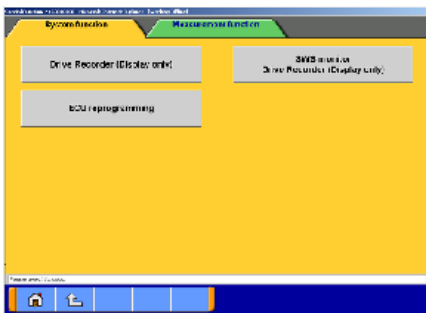 System function
Measurement function
Drive Recorder (Display only)
SWS monitor
Drive Recorder (Display only)
ECU reprogramming